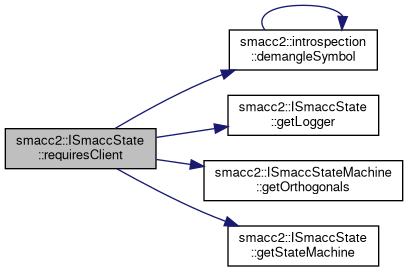 smacc2::ISmaccState
::requiresClient
smacc2::introspection
::demangleSymbol
smacc2::ISmaccState
::getLogger
smacc2::ISmaccStateMachine
::getOrthogonals
smacc2::ISmaccState
::getStateMachine